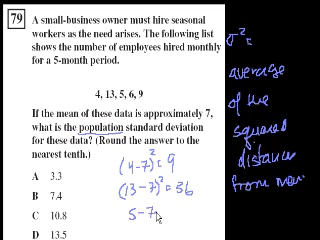 79 A small-business owner must hire seasonal
workers as the need arises. The following list
shows the number of employees hired monthly
for a 5-month period.
4, 13, 5, 6, 9
If the mean of these data is approximately 7,
what is the population standard deviation
for these data? (Round the answer to the
nearest tenth.)
A 3.3
B 7.4
C 10.8
D 13.5
(4-7)² = 9
(13-7)² = 36
5-7
σ² =
average
of the
squared
distances
from mean